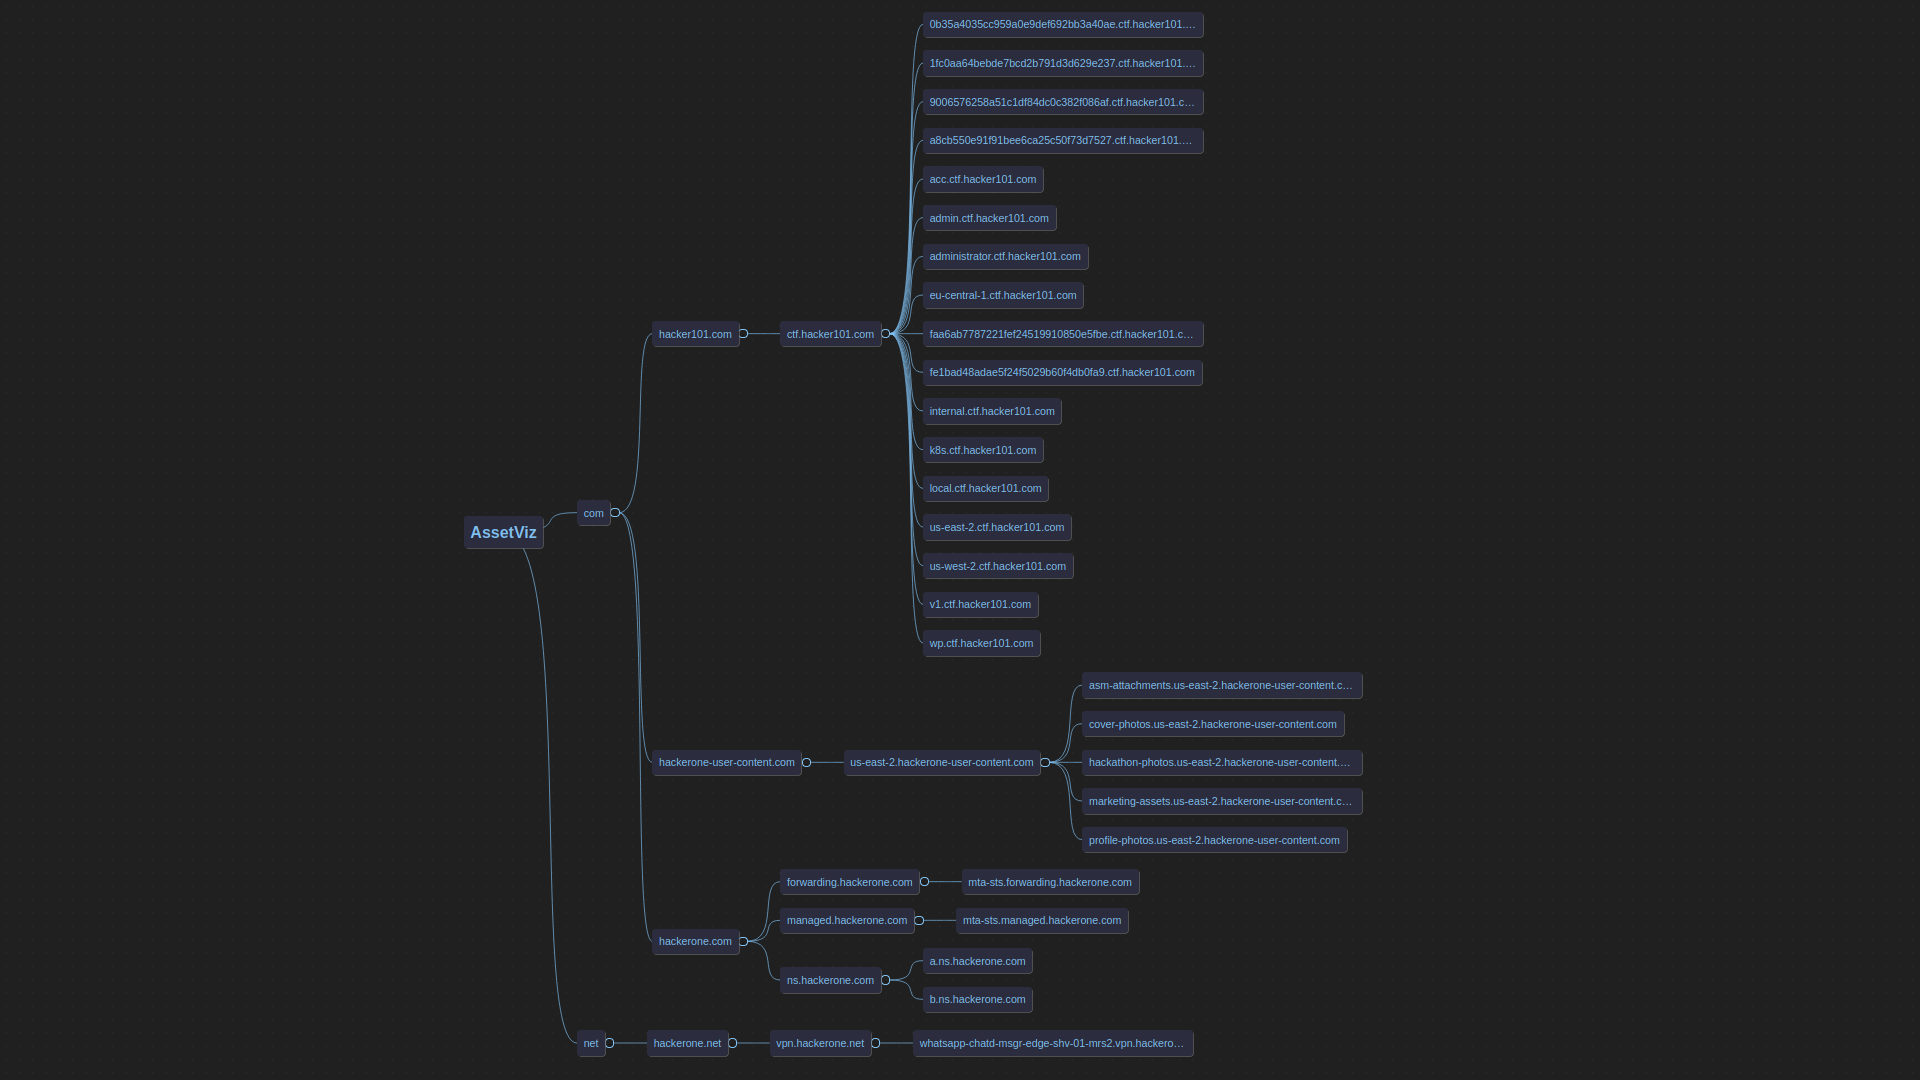 AssetViz
com
hacker101.com
ctf.hacker101.com
0b35a4035cc959a0e9def692bb3a40ae.ctf.hacker101.…
1fc0aa64bebde7bcd2b791d3d629e237.ctf.hacker101.…
9006576258a51c1df84dc0c382f086af.ctf.hacker101.c…
a8cb550e91f91bee6ca25c50f73d7527.ctf.hacker101.…
acc.ctf.hacker101.com
admin.ctf.hacker101.com
administrator.ctf.hacker101.com
eu-central-1.ctf.hacker101.com
faa6ab7787221fef24519910850e5fbe.ctf.hacker101.c…
fe1bad48adae5f24f5029b60f4db0fa9.ctf.hacker101.com
internal.ctf.hacker101.com
k8s.ctf.hacker101.com
local.ctf.hacker101.com
us-east-2.ctf.hacker101.com
us-west-2.ctf.hacker101.com
v1.ctf.hacker101.com
wp.ctf.hacker101.com
hackerone-user-content.com
us-east-2.hackerone-user-content.com
asm-attachments.us-east-2.hackerone-user-content.c…
cover-photos.us-east-2.hackerone-user-content.com
hackathon-photos.us-east-2.hackerone-user-content.…
marketing-assets.us-east-2.hackerone-user-content.c…
profile-photos.us-east-2.hackerone-user-content.com
hackerone.com
forwarding.hackerone.com
mta-sts.forwarding.hackerone.com
managed.hackerone.com
mta-sts.managed.hackerone.com
ns.hackerone.com
a.ns.hackerone.com
b.ns.hackerone.com
net
hackerone.net
vpn.hackerone.net
whatsapp-chatd-msgr-edge-shv-01-mrs2.vpn.hackero…